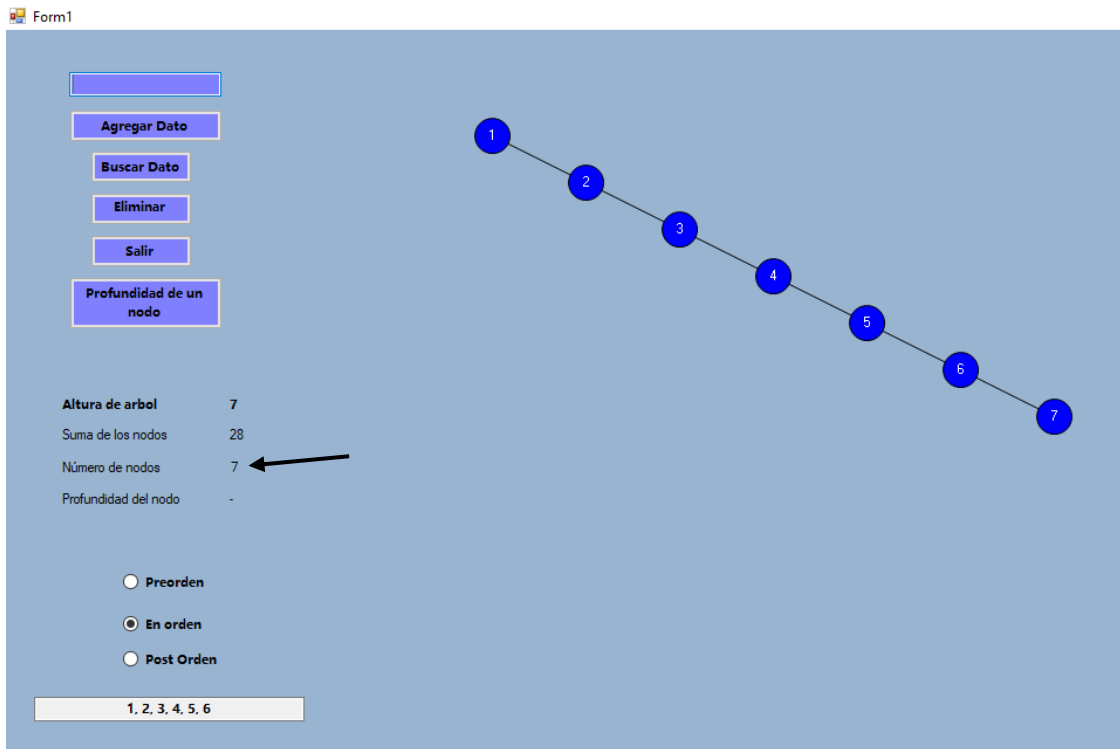 Form1
Agregar Dato
Buscar Dato
Eliminar
Salir
Profundidad de un
nodo
1
2
3
4
5
6
7
Altura de arbol 7
Suma de los nodos 28
Número de nodos 7
Profundidad del nodo -
Preorden
En orden
Post Orden
1, 2, 3, 4, 5, 6